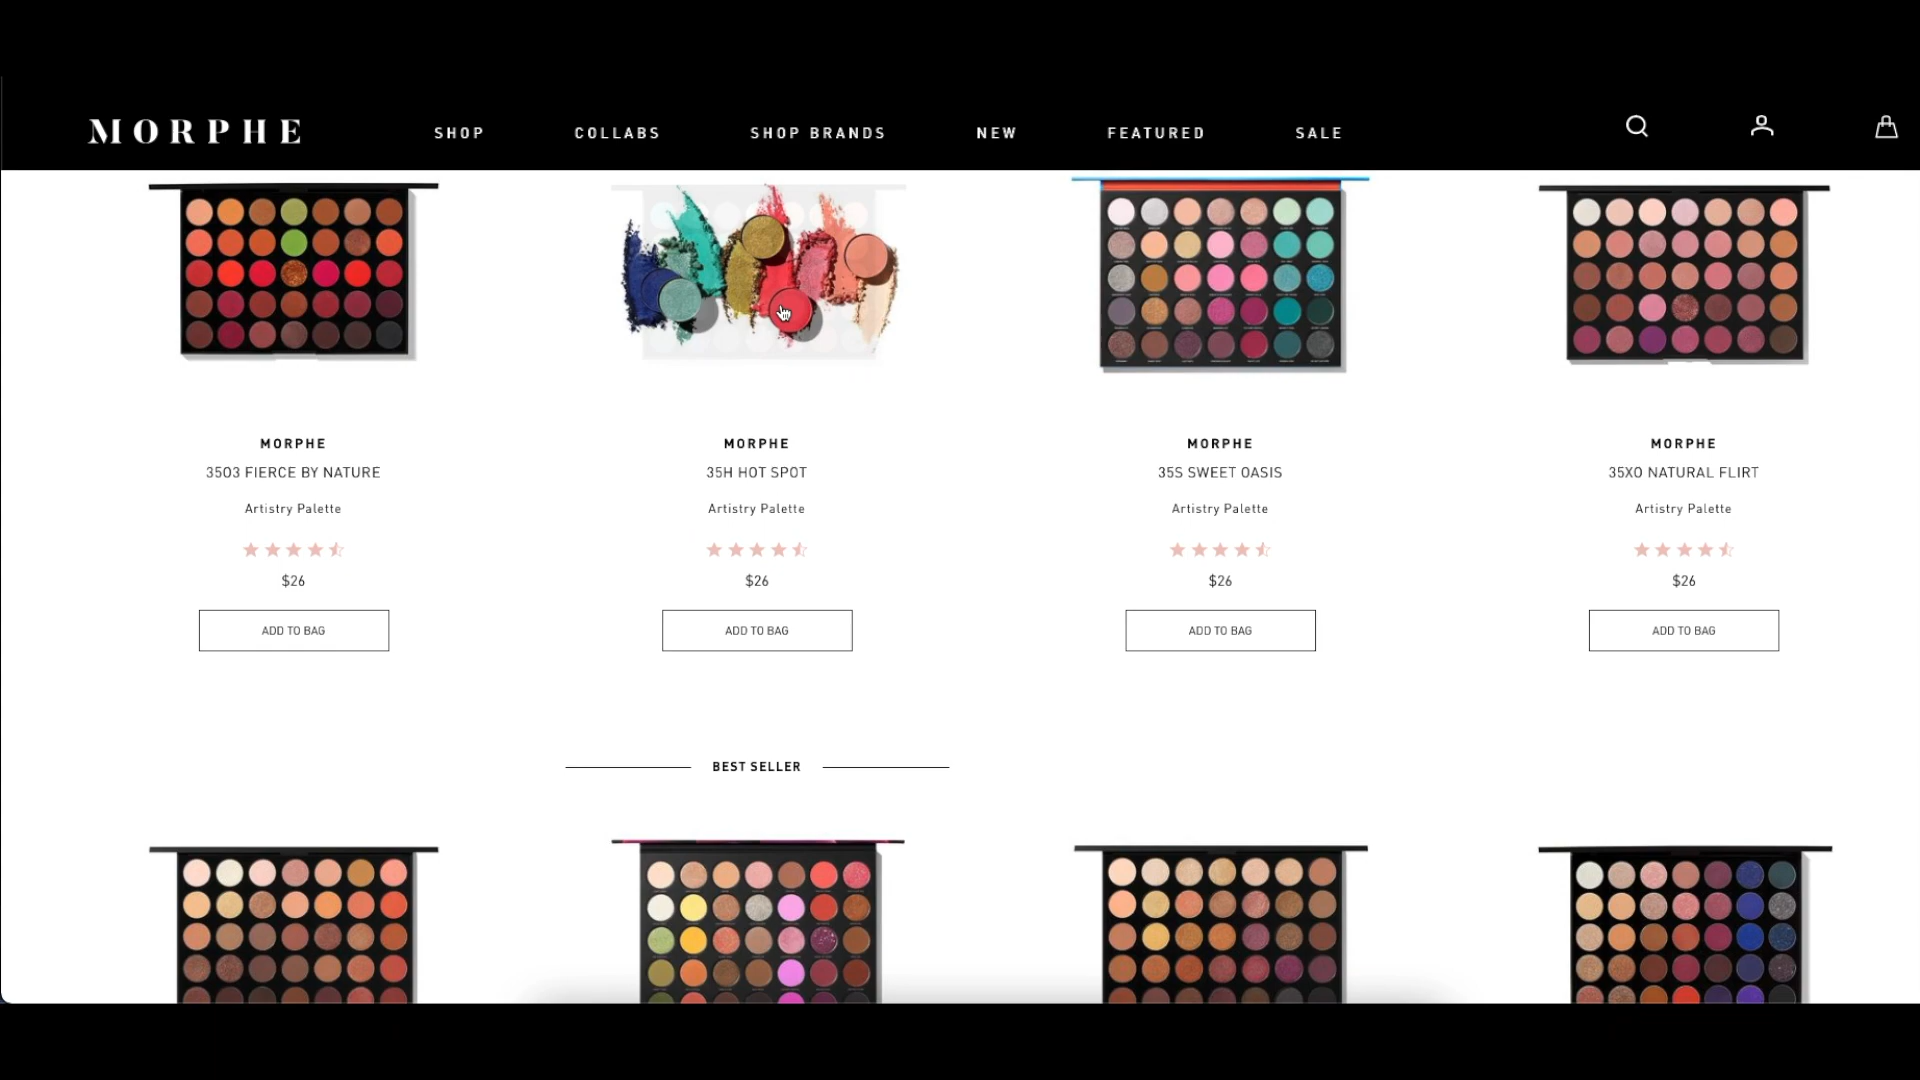 MORPHE
SHOP
COLLABS
SHOP BRANDS
NEW
FEATURED
SALE
MORPHE
35O3 FIERCE BY NATURE
Artistry Palette
$26
ADD TO BAG
MORPHE
35H HOT SPOT
Artistry Palette
$26
ADD TO BAG
MORPHE
35S SWEET OASIS
Artistry Palette
$26
ADD TO BAG
MORPHE
35XO NATURAL FLIRT
Artistry Palette
$26
ADD TO BAG
BEST SELLER